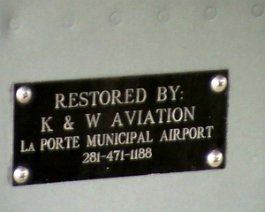 RESTORED BY:
K & W AVIATION
LA PORTE MUNICIPAL AIRPORT
281-471-1188